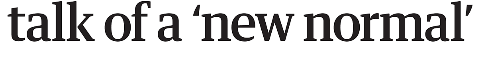 talk of a ‘new normal’